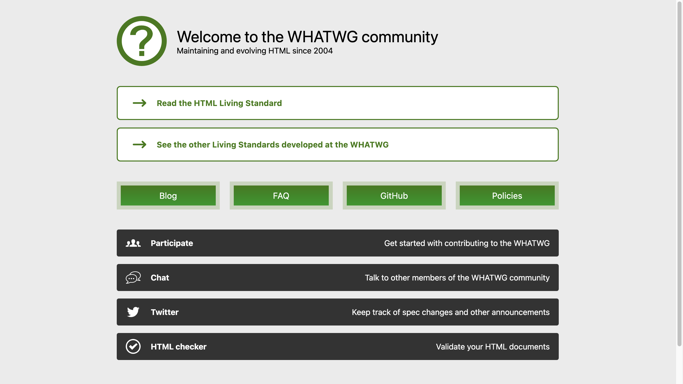 ?
Welcome to the WHATWG community
Maintaining and evolving HTML since 2004
Read the HTML Living Standard
See the other Living Standards developed at the WHATWG
Blog FAQ GitHub Policies
Participate Get started with contributing to the WHATWG
Chat Talk to other members of the WHATWG community
Twitter Keep track of spec changes and other announcements
HTML checker Validate your HTML documents